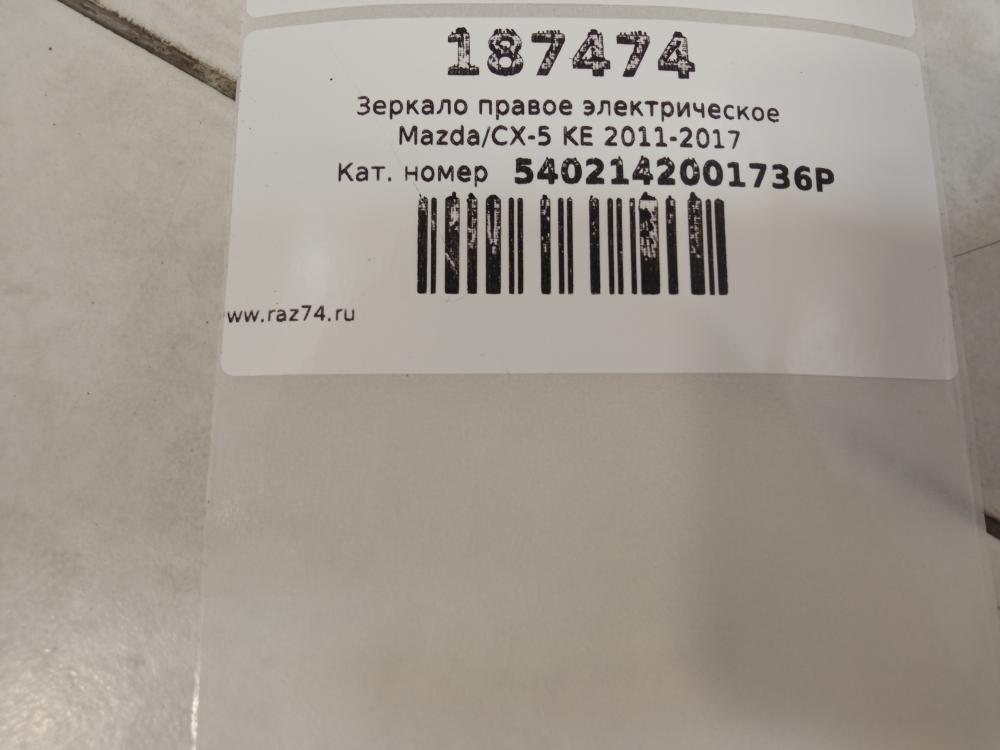 187474
Зеркало правое электрическое
Mazda/CX-5 KE 2011-2017
Кат. номер 5402142001736P
ww.raz74.ru